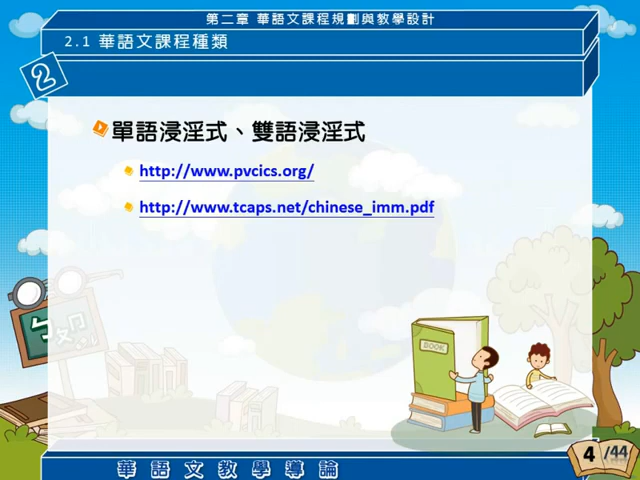 第二章 華語文課程規劃與教學設計
2.1 華語文課程種類
2
單語浸淫式、雙語浸淫式
http://www.pvcics.org/
http://www.tcaps.net/chinese_imm.pdf
ㄅㄆㄇ
BOOK
華語文教學導論
4/44